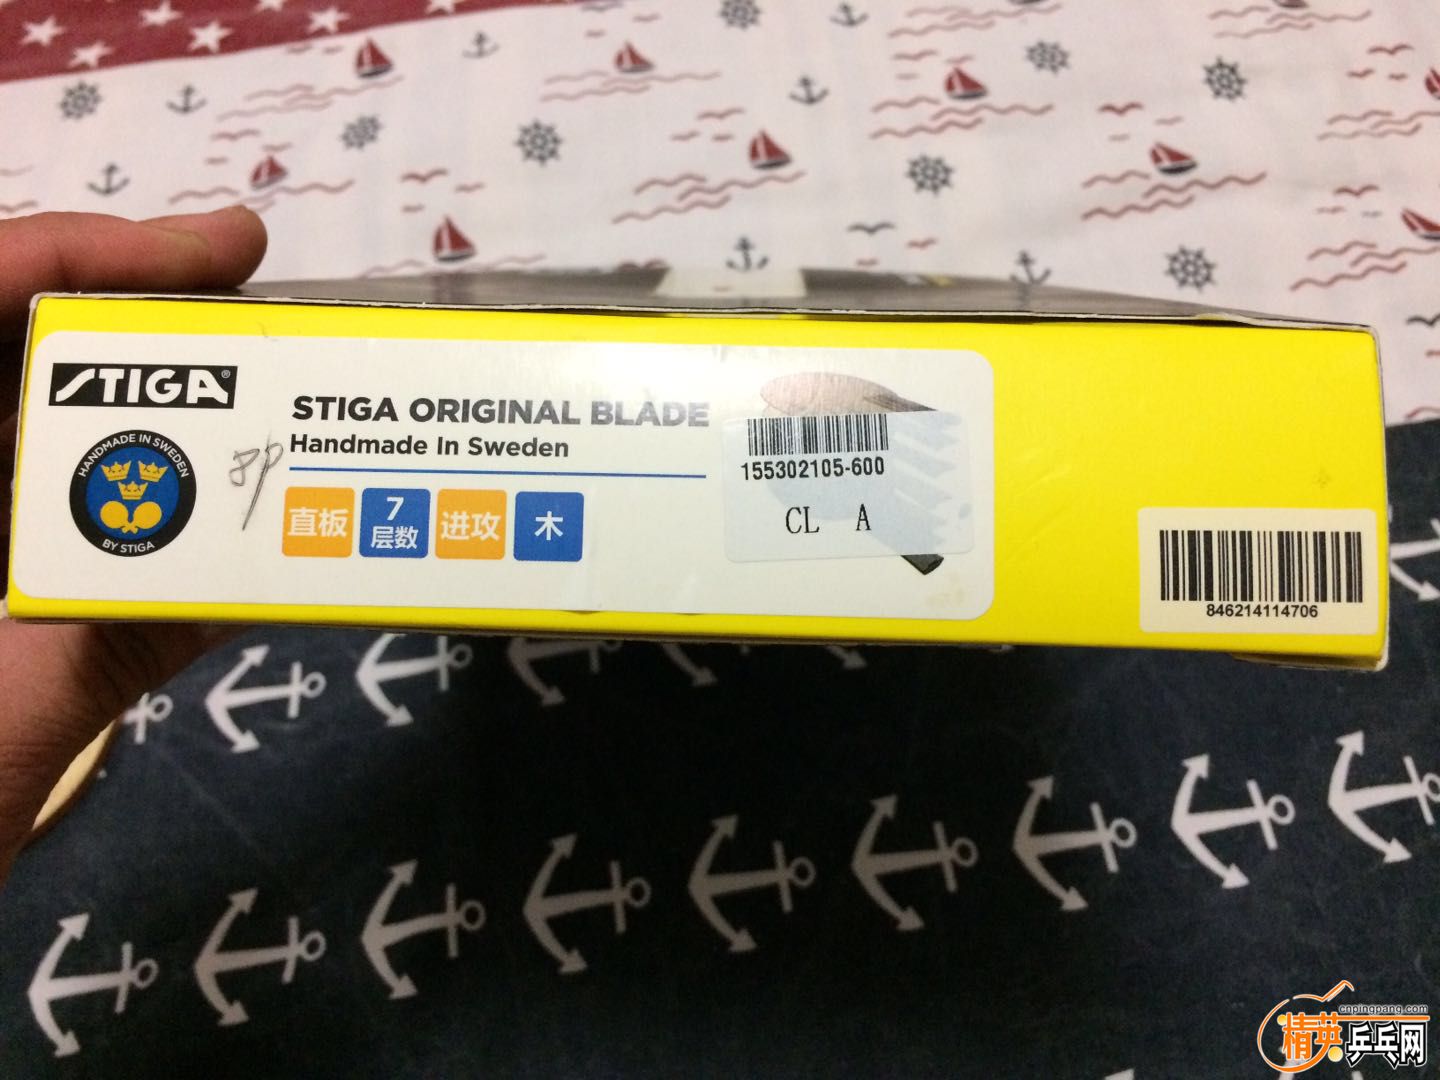 STIGA®
HANDMADE IN SWEDEN
BY STIGA
STIGA ORIGINAL BLADE
Handmade In Sweden
直板
7
层数
进攻
木
155302105-600
CL A
846214114706
cnpingpang.com
精英乒乓网